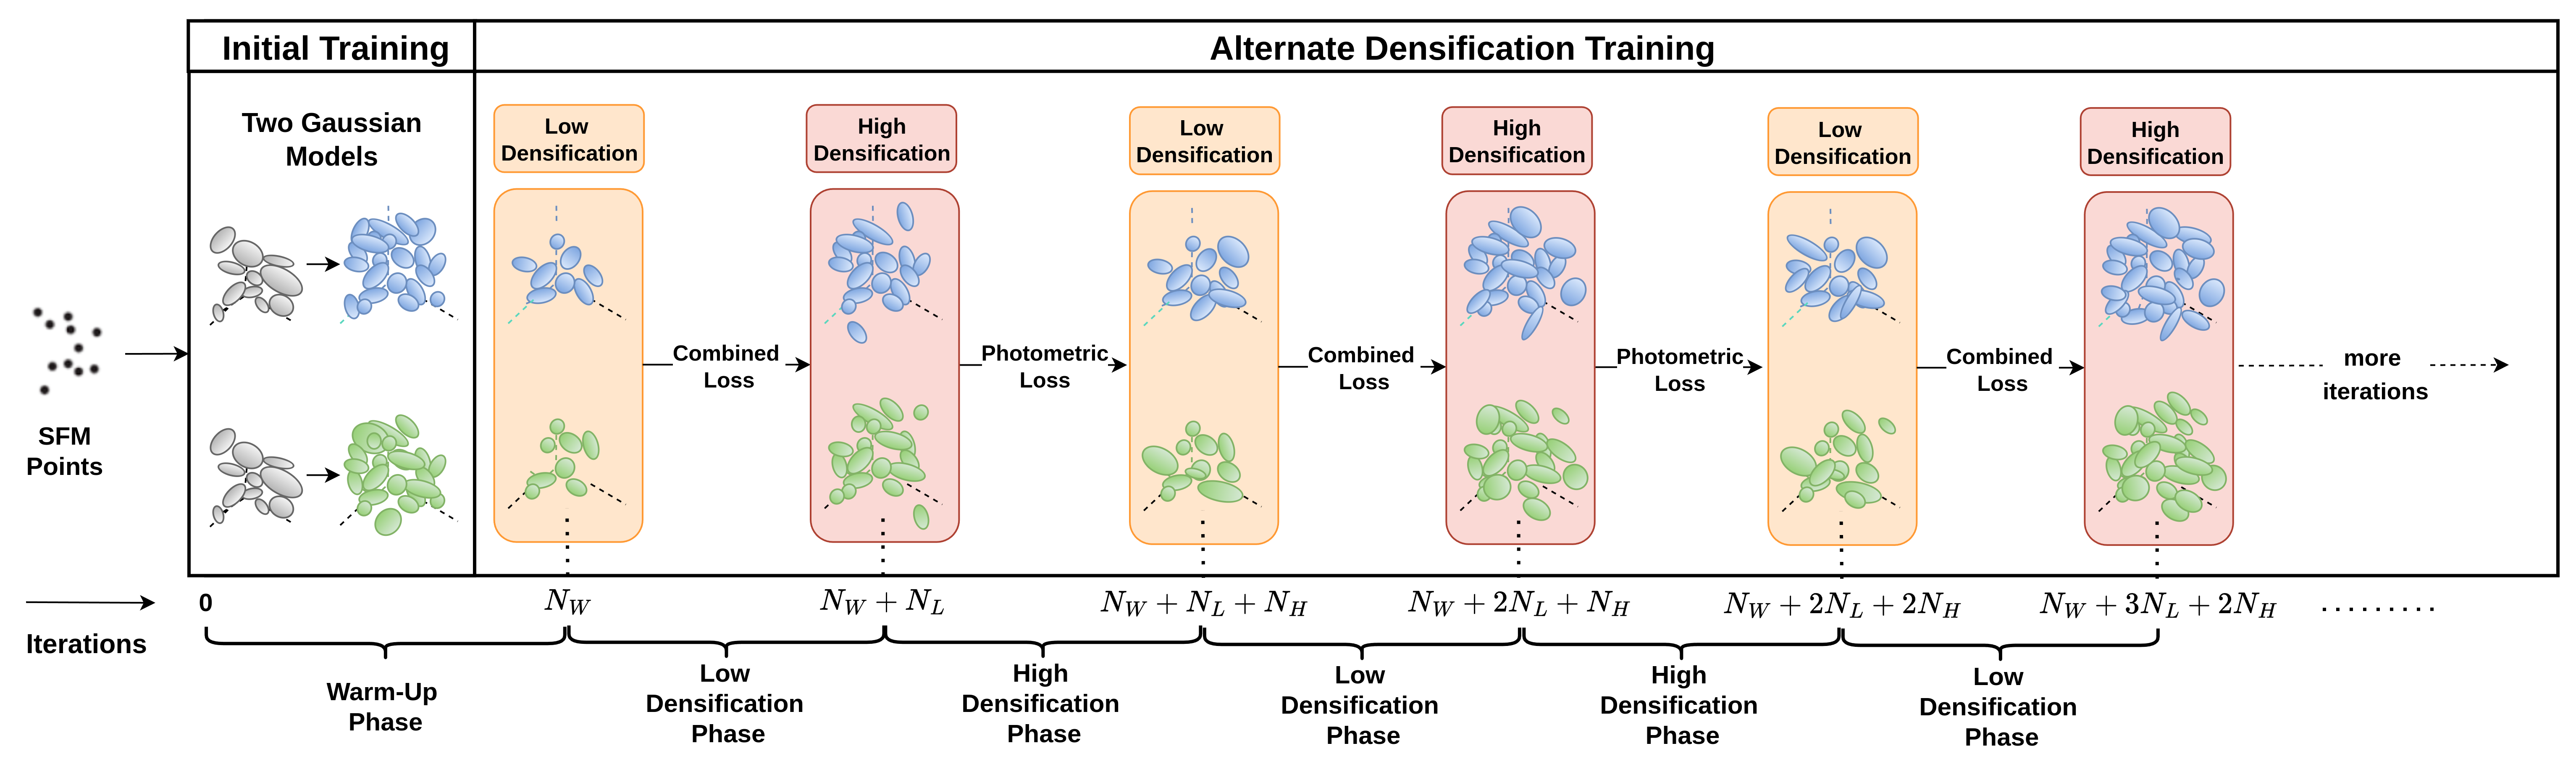 Initial Training
Alternate Densification Training
Two Gaussian
Models
Low
Densification
High
Densification
Low
Densification
High
Densification
Low
Densification
High
Densification
Combined
Loss
Photometric
Loss
Combined
Loss
Photometric
Loss
Combined
Loss
more
iterations
SFM
Points
Iterations
0
N_W
N_W + N_L
N_W + N_L + N_H
N_W + 2N_L + N_H
N_W + 2N_L + 2N_H
N_W + 3N_L + 2N_H
.........
Warm-Up
Phase
Low
Densification
Phase
High
Densification
Phase
Low
Densification
Phase
High
Densification
Phase
Low
Densification
Phase